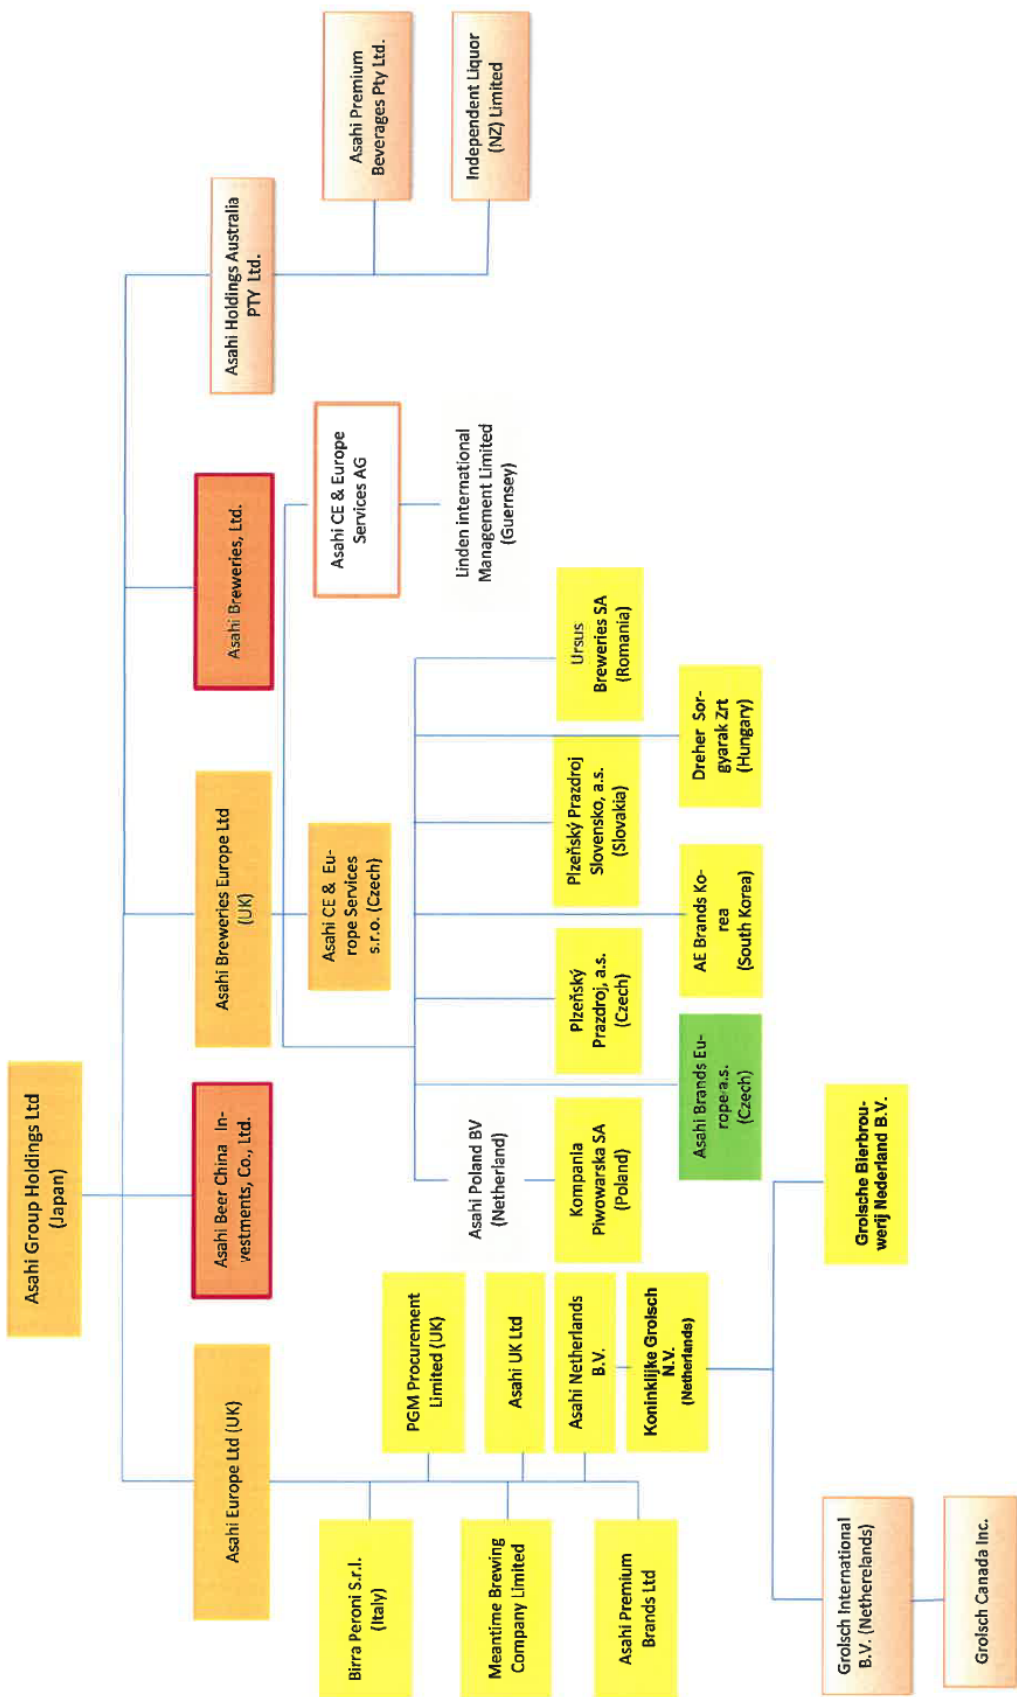 Asahi Group Holdings Ltd
(Japan)
Asahi Europe Ltd (UK)
Asahi Beer China In-
vestments, Co., Ltd.
Asahi Breweries Europe Ltd
(UK)
Asahi Breweries, Ltd.
Asahi Holdings Australia
PTY Ltd.
Birra Peroni S.r.l.
(Italy)
PGM Procurement
Limited (UK)
Meantime Brewing
Company Limited
Asahi UK Ltd
Asahi Premium
Brands Ltd
Asahi Netherlands
B.V.
Koninklijke Grolsch
N.V.
(Netherlands)
Grolsch International
B.V. (Netherelands)
Grolsch Canada Inc.
Grolsche Bierbrou-
werij Nederland B.V.
Asahi CE & Eu-
rope Services
s.r.o. (Czech)
Asahi CE & Europe
Services AG
Linden international
Management Limited
(Guernsey)
Asahi Poland BV
(Netherland)
Kompania
Piwowarska SA
(Poland)
Plzeňský
Prazdroj, a.s.
(Czech)
Plzeňský Prazdroj
Slovensko, a.s.
(Slovakia)
Ursus
Breweries SA
(Romania)
Asahi Brands Eu-
rope a.s.
(Czech)
AE Brands Ko-
rea
(South Korea)
Dreher Sor-
gyarak Zrt
(Hungary)
Asahi Premium
Beverages Pty Ltd.
Independent Liquor
(NZ) Limited